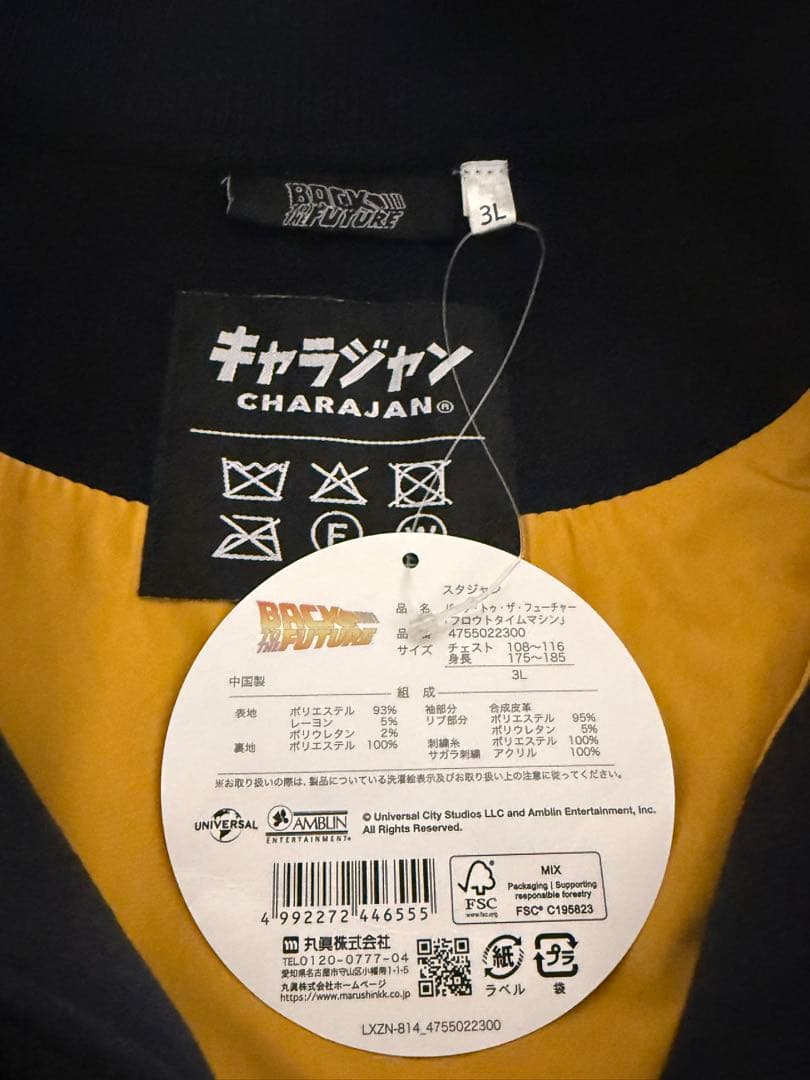 BACK
TO THE FUTURE
3L
キャラジャン
CHARAJAN®
F
W
スタジャン
BACK
TO THE FUTURE
品 名
トゥ・ザ・フューチャー
フロウトタイムマシン」
4755022300
サイズ チェスト 108～116
身長 175～185
3L
中国製
組 成
表地 ポリエステル 93% 袖部分 合成皮革
レーヨン 5% リブ部分 ポリエステル 95%
ポリウレタン 2% ポリウレタン 5%
裏地 ポリエステル 100% 刺繍糸 ポリエステル 100%
サガラ刺繍 アクリル 100%
※お取り扱いの際は、製品についている洗濯絵表示及びお取り扱い上の注意に従ってください。
UNIVERSAL
AMBLIN
ENTERTAINMENT®
© Universal City Studios LLC and Amblin Entertainment, Inc.
All Rights Reserved.
4 992272 446555
FSC
www.fsc.org
MIX
Packaging | Supporting
responsible forestry
FSC® C195823
丸眞株式会社
TEL0120-0777-04
愛知県名古屋市守山区小幡南1-1-5
丸眞株式会社ホームページ
https://www.marushinkk.co.jp
紙
ラベル
プラ
袋
LXZN-814_4755022300